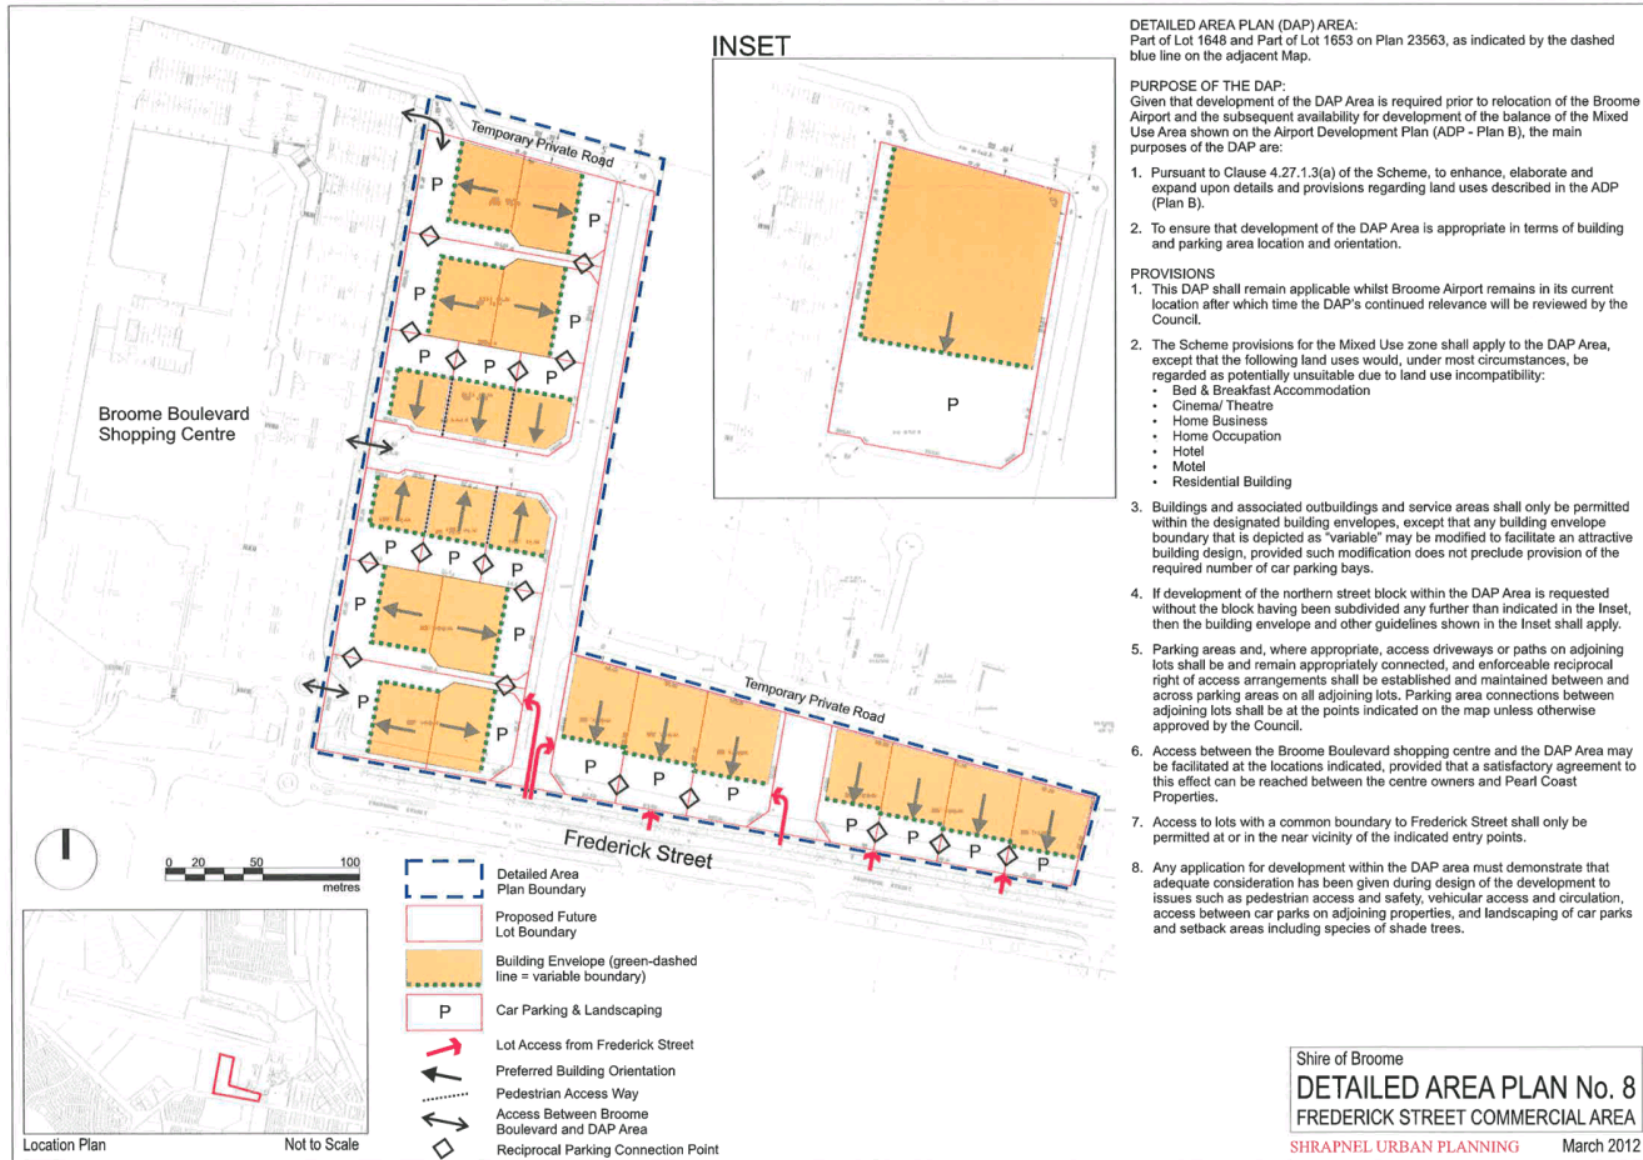 INSET
Temporary Private Road
P
P
P
P
P
P
P
Broome Boulevard
Shopping Centre
P
P
P
P
P
P
P
P
P
Temporary Private Road
P
P
P
P
P
P
P
Frederick Street
FREDERICK STREET
FREDERICK STREET
0 20 50 100
metres
Location Plan
Not to Scale
Detailed Area
Plan Boundary
Proposed Future
Lot Boundary
Building Envelope (green-dashed
line = variable boundary)
P
Car Parking & Landscaping
Lot Access from Frederick Street
Preferred Building Orientation
Pedestrian Access Way
Access Between Broome
Boulevard and DAP Area
Reciprocal Parking Connection Point
DETAILED AREA PLAN (DAP) AREA:
Part of Lot 1648 and Part of Lot 1653 on Plan 23563, as indicated by the dashed
blue line on the adjacent Map.
PURPOSE OF THE DAP:
Given that development of the DAP Area is required prior to relocation of the Broome
Airport and the subsequent availability for development of the balance of the Mixed
Use Area shown on the Airport Development Plan (ADP - Plan B), the main
purposes of the DAP are:
1. Pursuant to Clause 4.27.1.3(a) of the Scheme, to enhance, elaborate and
expand upon details and provisions regarding land uses described in the ADP
(Plan B).
2. To ensure that development of the DAP Area is appropriate in terms of building
and parking area location and orientation.
PROVISIONS
1. This DAP shall remain applicable whilst Broome Airport remains in its current
location after which time the DAP's continued relevance will be reviewed by the
Council.
2. The Scheme provisions for the Mixed Use zone shall apply to the DAP Area,
except that the following land uses would, under most circumstances, be
regarded as potentially unsuitable due to land use incompatibility:
• Bed & Breakfast Accommodation
• Cinema/ Theatre
• Home Business
• Home Occupation
• Hotel
• Motel
• Residential Building
3. Buildings and associated outbuildings and service areas shall only be permitted
within the designated building envelopes, except that any building envelope
boundary that is depicted as "variable" may be modified to facilitate an attractive
building design, provided such modification does not preclude provision of the
required number of car parking bays.
4. If development of the northern street block within the DAP Area is requested
without the block having been subdivided any further than indicated in the Inset,
then the building envelope and other guidelines shown in the Inset shall apply.
5. Parking areas and, where appropriate, access driveways or paths on adjoining
lots shall be and remain appropriately connected, and enforceable reciprocal
right of access arrangements shall be established and maintained between and
across parking areas on all adjoining lots. Parking area connections between
adjoining lots shall be at the points indicated on the map unless otherwise
approved by the Council.
6. Access between the Broome Boulevard shopping centre and the DAP Area may
be facilitated at the locations indicated, provided that a satisfactory agreement to
this effect can be reached between the centre owners and Pearl Coast
Properties.
7. Access to lots with a common boundary to Frederick Street shall only be
permitted at or in the near vicinity of the indicated entry points.
8. Any application for development within the DAP area must demonstrate that
adequate consideration has been given during design of the development to
issues such as pedestrian access and safety, vehicular access and circulation,
access between car parks on adjoining properties, and landscaping of car parks
and setback areas including species of shade trees.
Shire of Broome
DETAILED AREA PLAN No. 8
FREDERICK STREET COMMERCIAL AREA
SHRAPNEL URBAN PLANNING March 2012
P